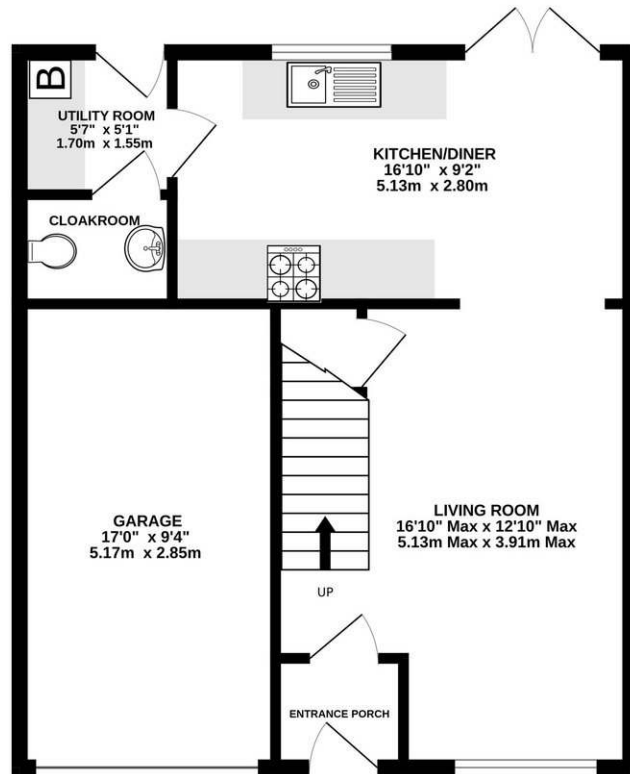 B
UTILITY ROOM
5'7" x 5'1"
1.70m x 1.55m
KITCHEN/DINER
16'10" x 9'2"
5.13m x 2.80m
CLOAKROOM
GARAGE
17'0" x 9'4"
5.17m x 2.85m
LIVING ROOM
16'10" Max x 12'10" Max
5.13m Max x 3.91m Max
UP
ENTRANCE PORCH